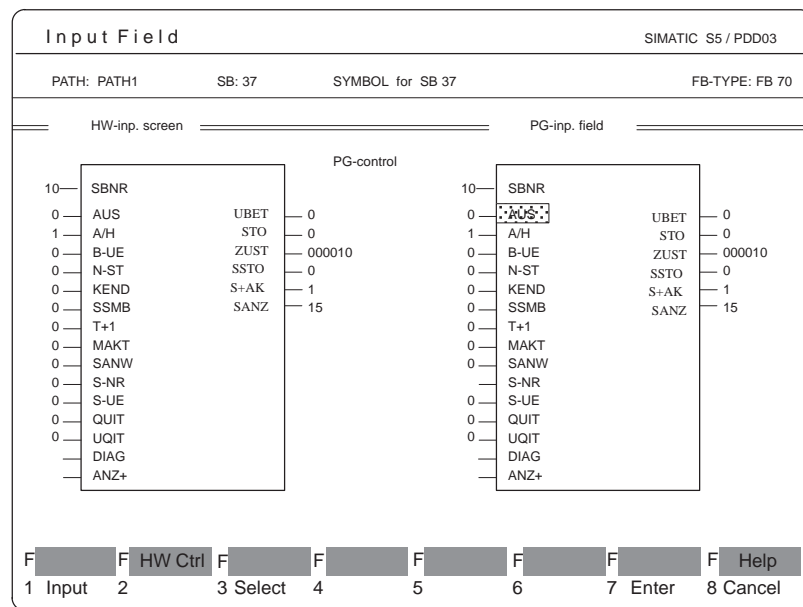 Input Field SIMATIC S5 / PDD03
PATH: PATH1 SB: 37 SYMBOL for SB 37 FB-TYPE: FB 70
HW-inp. screen PG-inp. field
PG-control
10 SBNR 10 SBNR
0 AUS UBET 0 0 AUS UBET 0
1 A/H STO 0 1 A/H STO 0
0 B-UE ZUST 000010 0 B-UE ZUST 000010
0 N-ST SSTO 0 0 N-ST SSTO 0
0 KEND S+AK 1 0 KEND S+AK 1
0 SSMB SANZ 15 0 SSMB SANZ 15
0 T+1 0 T+1
0 MAKT 0 MAKT
0 SANW 0 SANW
0 S-NR S-NR
0 S-UE 0 S-UE
0 QUIT 0 QUIT
0 UQIT 0 UQIT
DIAG DIAG
ANZ+ ANZ+
F F HW Ctrl F F F F F F Help
1 Input 2 3 Select 4 5 6 7 Enter 8 Cancel